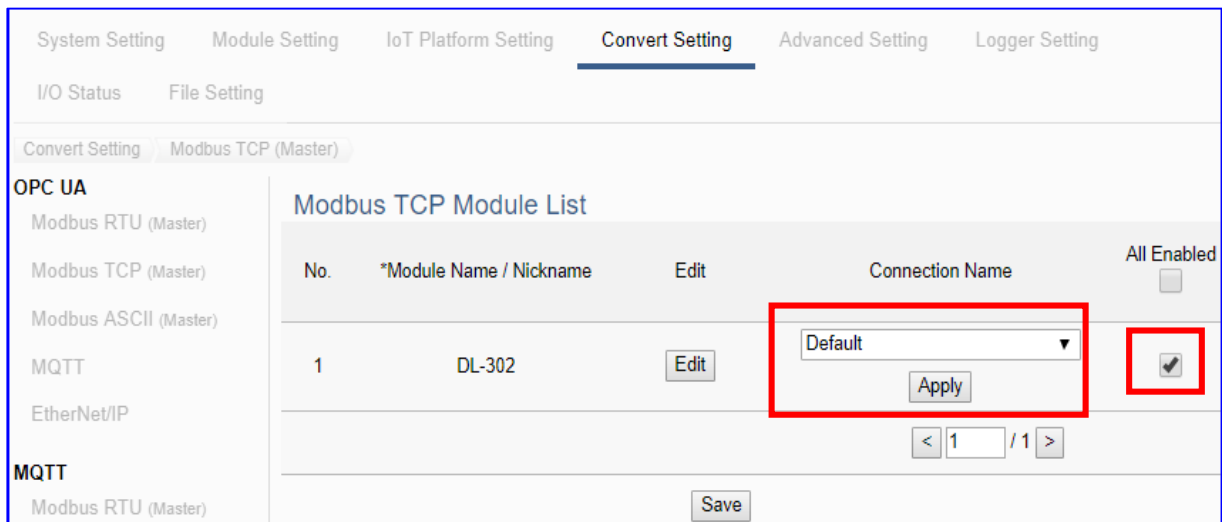 System Setting Module Setting IoT Platform Setting Convert Setting Advanced Setting Logger Setting
I/O Status File Setting
Convert Setting Modbus TCP (Master)
OPC UA
Modbus RTU (Master)
Modbus TCP (Master)
Modbus ASCII (Master)
MQTT
EtherNet/IP
MQTT
Modbus RTU (Master)
Modbus TCP Module List
No. *Module Name / Nickname Edit Connection Name All Enabled
1 DL-302 Edit Default ▼
Apply
< 1 / 1 >
Save